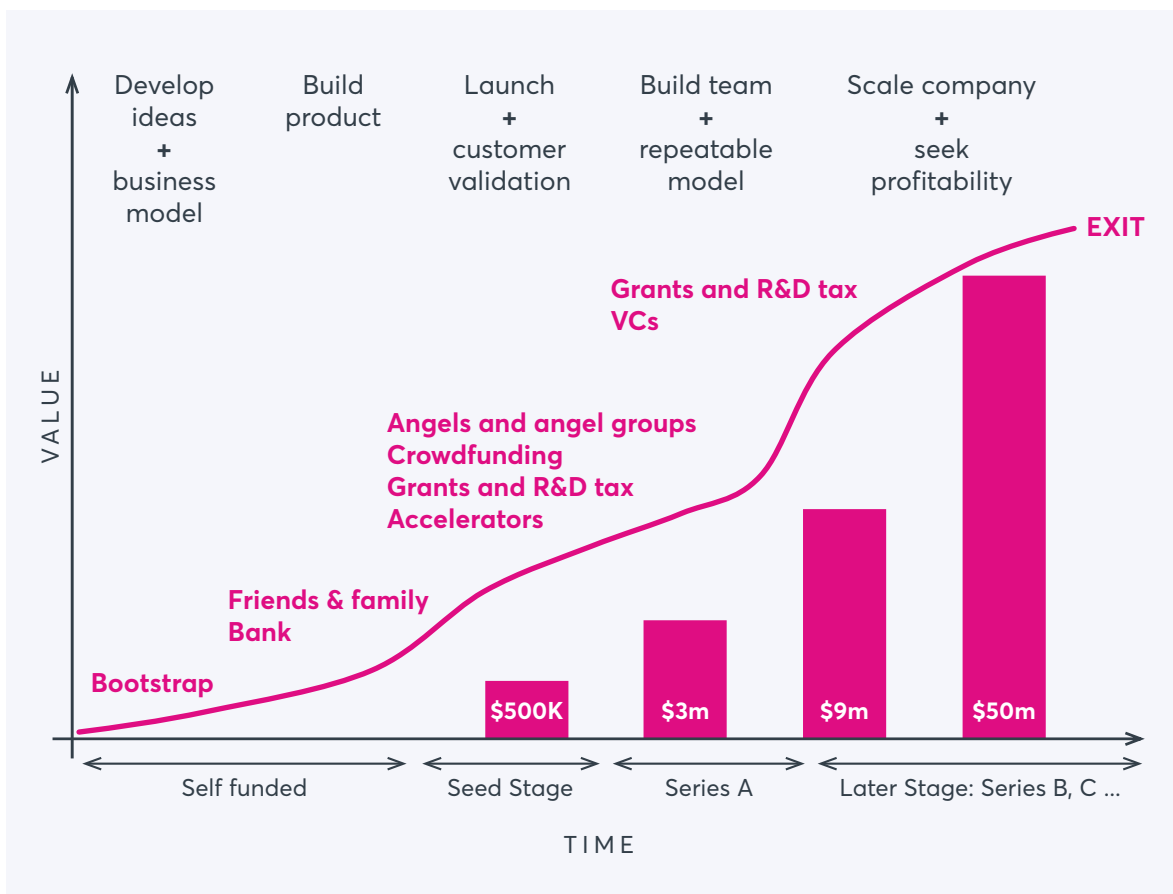 Develop
ideas
+
business
model
Build
product
Launch
+
customer
validation
Build team
+
repeatable
model
Scale company
+
seek
profitability
EXIT
Grants and R&D tax
VCs
VALUE
Angels and angel groups
Crowdfunding
Grants and R&D tax
Accelerators
Friends & family
Bank
Bootstrap
$500K
$3m
$9m
$50m
Self funded
Seed Stage
Series A
Later Stage: Series B, C ...
TIME